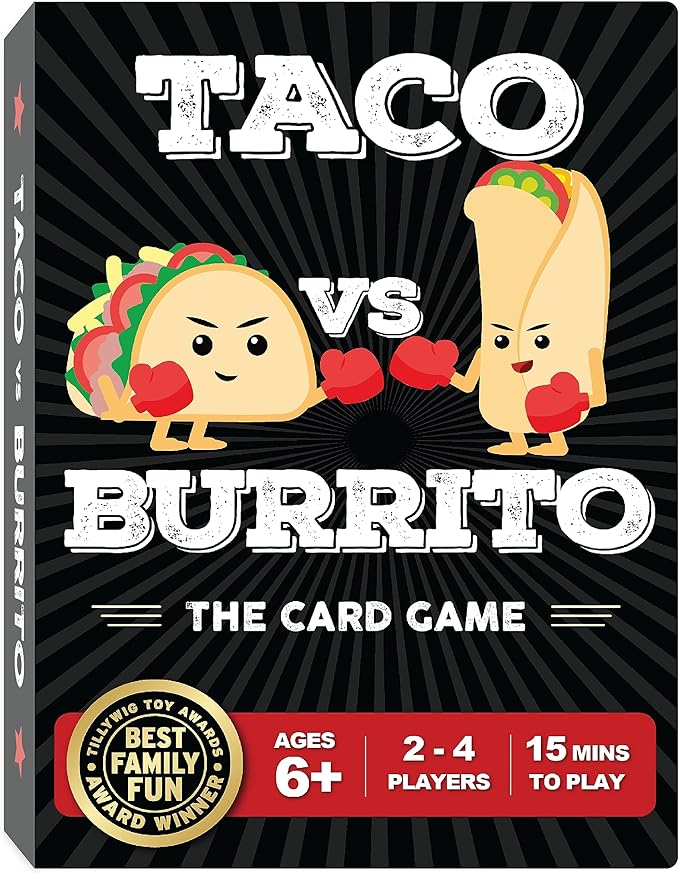 TACO
VS
BURRITO
THE CARD GAME
TACO VS BURRITO
TILLYWIG TOY AWARDS
BEST
FAMILY
FUN
AWARD WINNER
AGES
6+
2 - 4
PLAYERS
15 MINS
TO PLAY